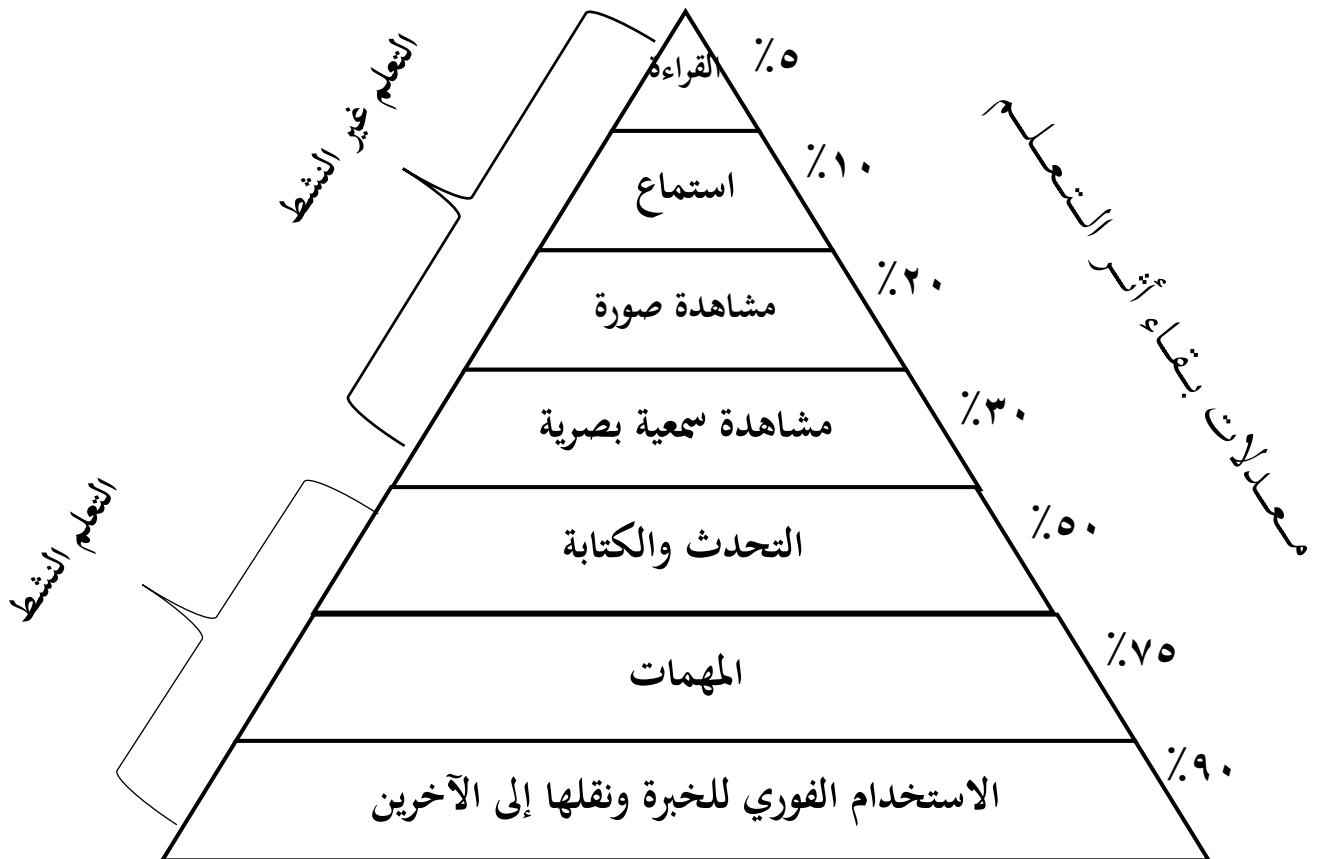 القراءة
٪٥
استماع
٪١٠
مشاهدة صورة
٪٢٠
مشاهدة سمعية بصرية
٪٣٠
التحدث والكتابة
٪٥٠
المهمات
٪٧٥
الاستخدام الفوري للخبرة ونقلها إلى الآخرين
٪٩٠
معدلات بقاء أثر التعلم
التعلم غير النشط
التعلم النشط